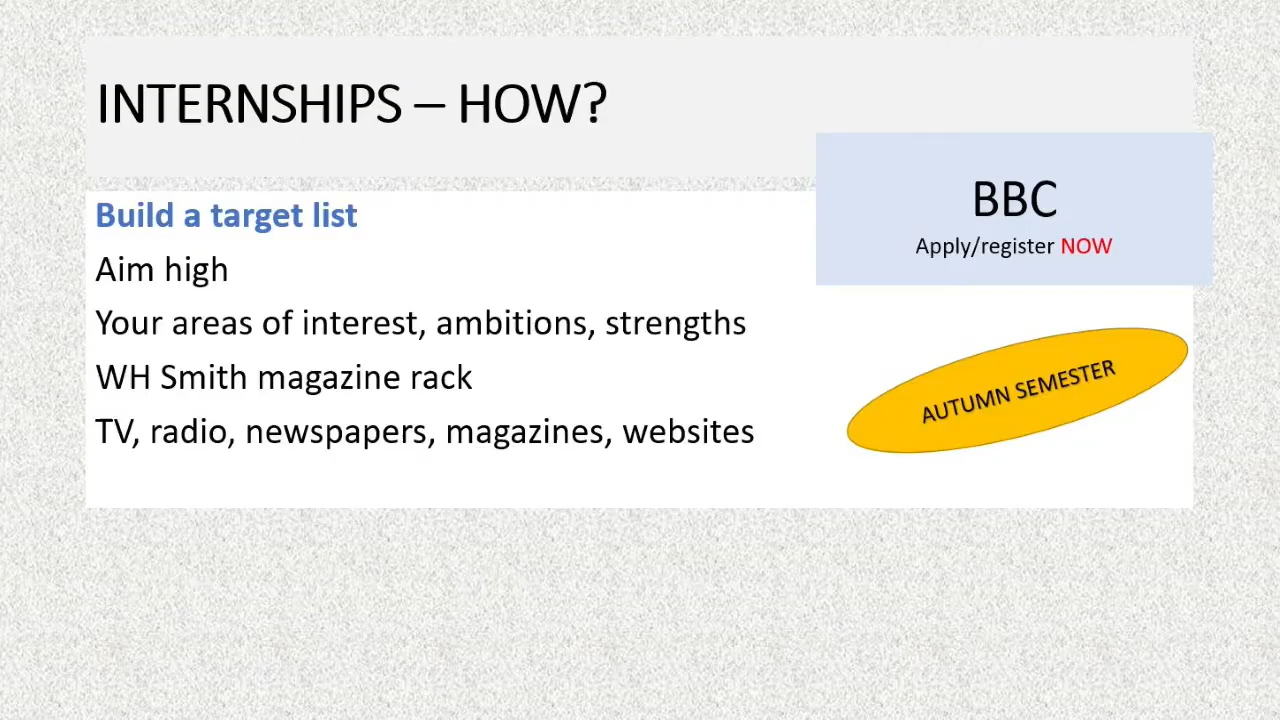 INTERNSHIPS – HOW?
BBC
Apply/register NOW
Build a target list
Aim high
Your areas of interest, ambitions, strengths
WH Smith magazine rack
TV, radio, newspapers, magazines, websites
AUTUMN SEMESTER